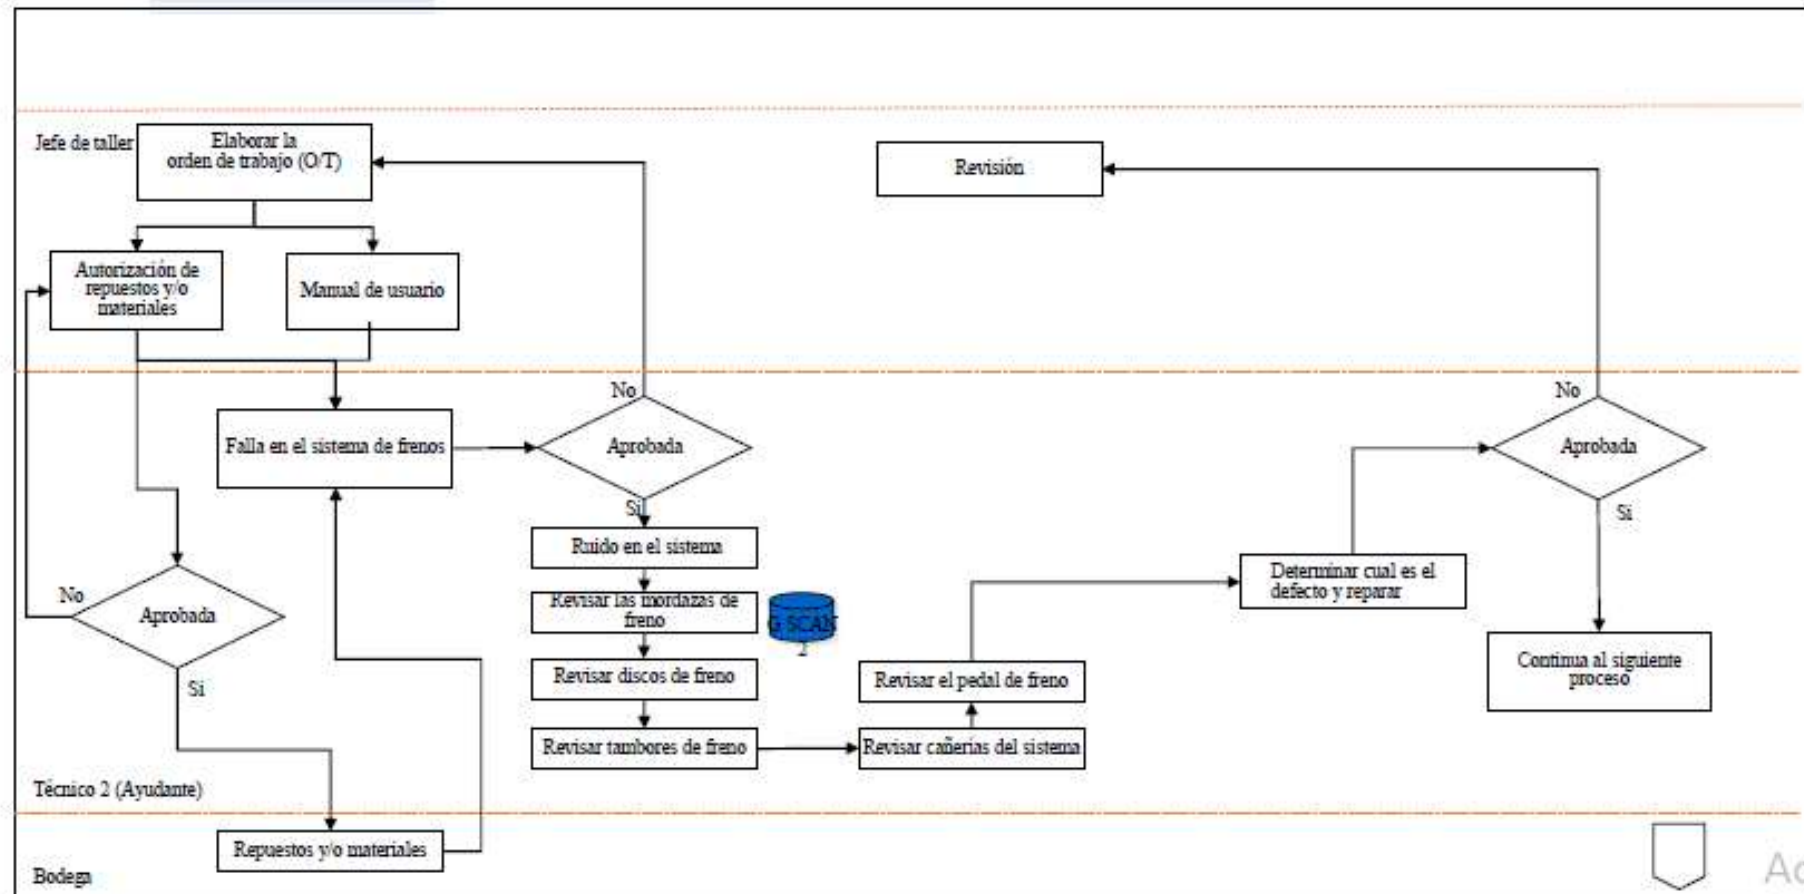 Jefe de taller
Elaborar la
orden de trabajo (O/T)
Revisión
Autorización de
repuestos y/o
materiales
Manual de usuario
No
Falla en el sistema de frenos
Aprobada
Si
No
Aprobada
Si
Ruido en el sistema
Revisar las mordazas de
freno
G SCAN
2
Revisar discos de freno
Revisar tambores de freno
Revisar el pedal de freno
Revisar cañerías del sistema
Determinar cual es el
defecto y reparar
Continua al siguiente
proceso
No
Aprobada
Si
Técnico 2 (Ayudante)
Repuestos y/o materiales
Bodega